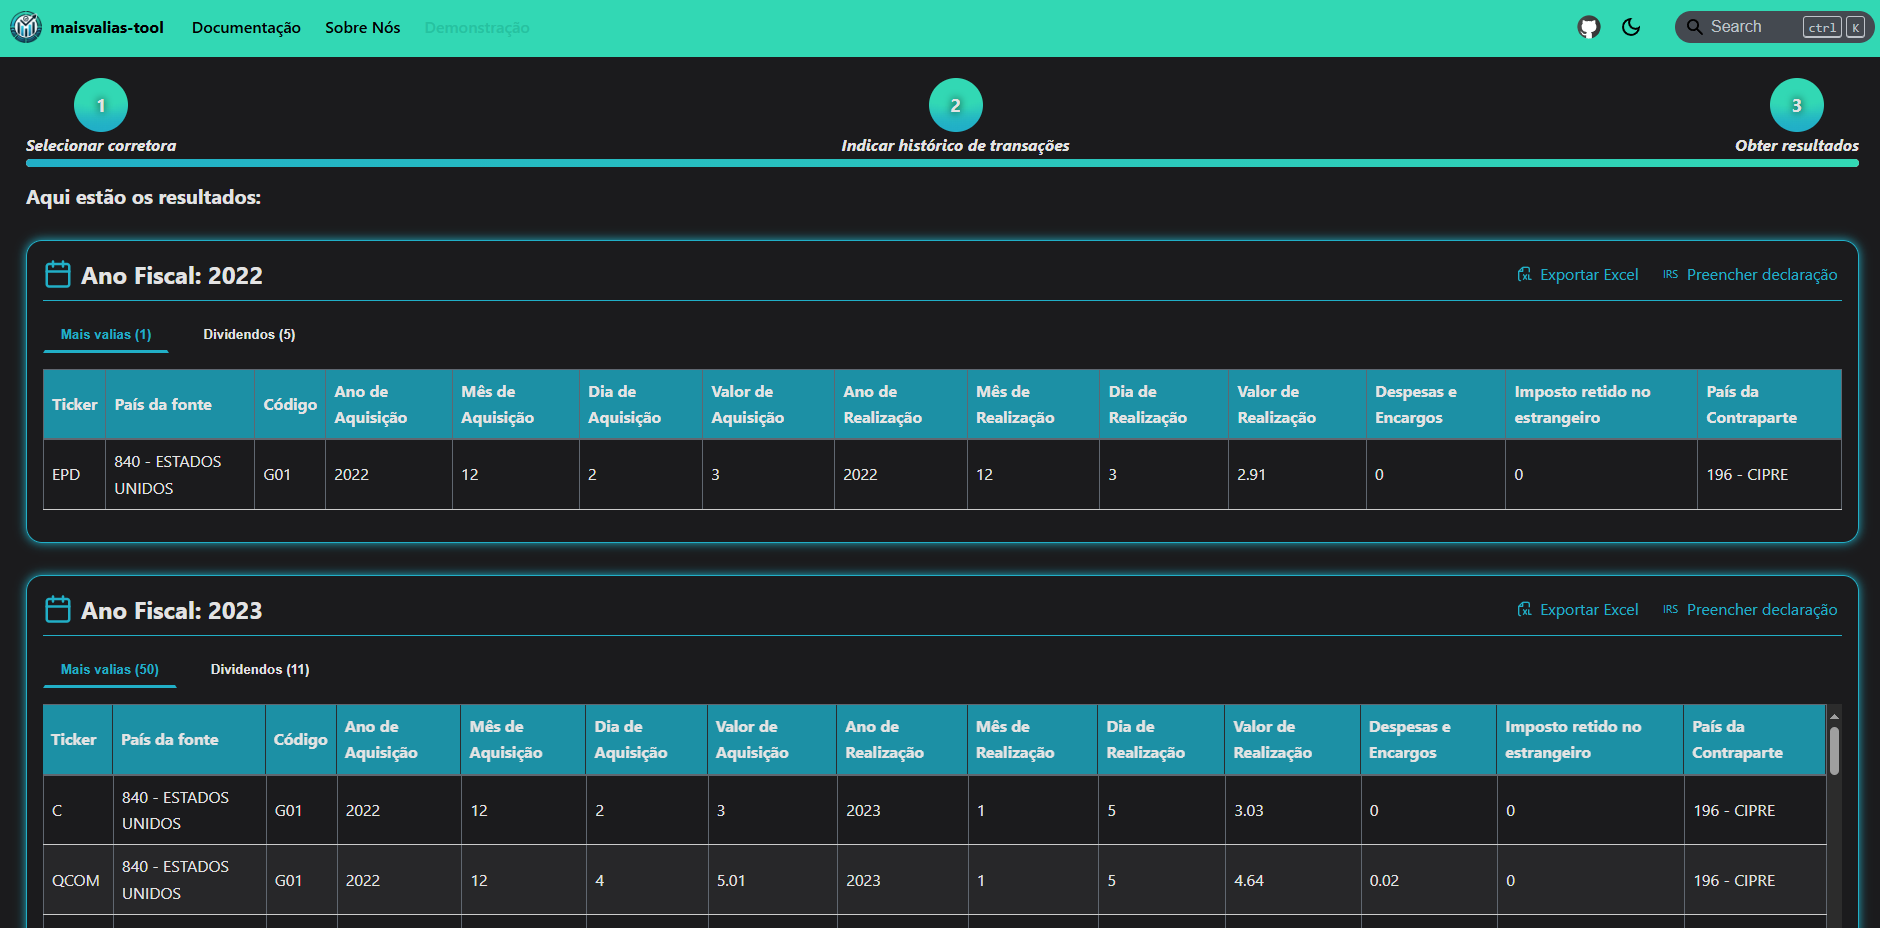 maisvalias-tool Documentação Sobre Nós Demonstração Search ctrl K
1 2 3
Selecionar corretora Indicar histórico de transações Obter resultados
Aqui estão os resultados:
Ano Fiscal: 2022 XL Exportar Excel IRS Preencher declaração
Mais valias (1) Dividendos (5)
Ticker País da fonte Código Ano de Aquisição Mês de Aquisição Dia de Aquisição Valor de Aquisição Ano de Realização Mês de Realização Dia de Realização Valor de Realização Despesas e Encargos Imposto retido no estrangeiro País da Contraparte
EPD 840 - ESTADOS UNIDOS G01 2022 12 2 3 2022 12 3 2.91 0 0 196 - CIPRE
Ano Fiscal: 2023 XL Exportar Excel IRS Preencher declaração
Mais valias (50) Dividendos (11)
Ticker País da fonte Código Ano de Aquisição Mês de Aquisição Dia de Aquisição Valor de Aquisição Ano de Realização Mês de Realização Dia de Realização Valor de Realização Despesas e Encargos Imposto retido no estrangeiro País da Contraparte
C 840 - ESTADOS UNIDOS G01 2022 12 2 3 2023 1 5 3.03 0 0 196 - CIPRE
QCOM 840 - ESTADOS UNIDOS G01 2022 12 4 5.01 2023 1 5 4.64 0.02 0 196 - CIPRE